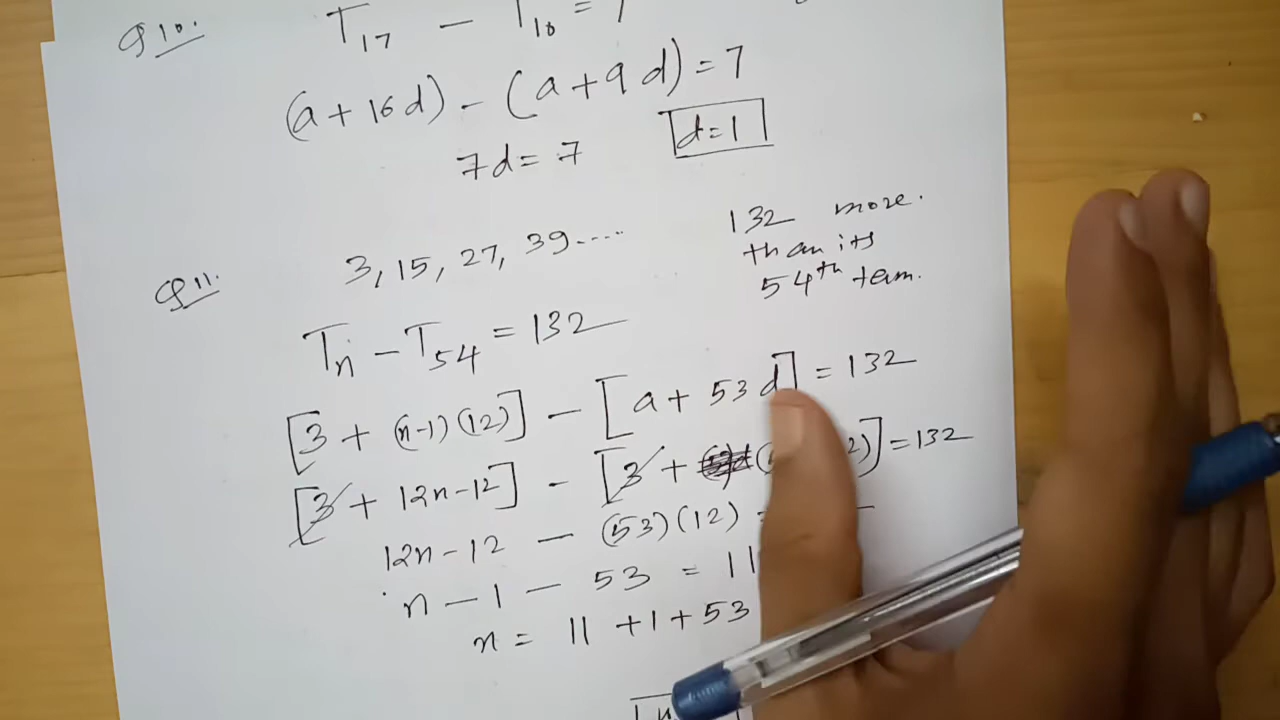 Q10. T17 - T10 = 7
(a + 16d) - (a + 9d) = 7
7d = 7 d = 1
Q11. 3, 15, 27, 39.....
132 more.
than its
54th term.
Tn - T54 = 132
[3 + (n-1)(12)] - [a + 53d] = 132
[3 + 12n-12] - [3 + 2)] = 132
12n-12 - (53)(12)
n - 1 - 53 = 11
n = 11 + 1 + 53